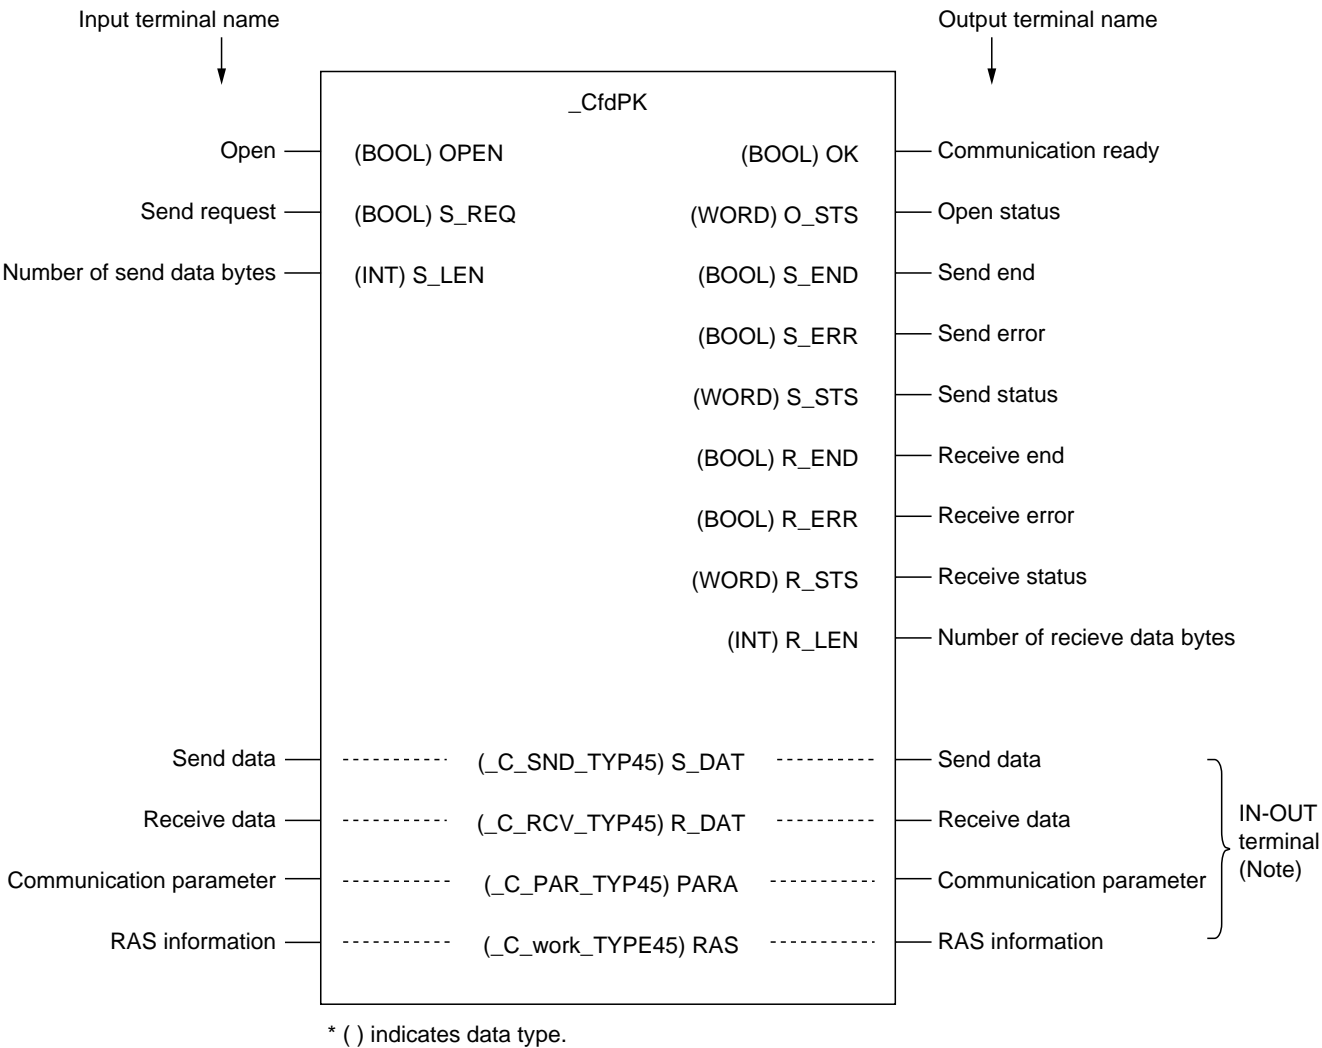 Input terminal name
Output terminal name
_CfdPK
Open (BOOL) OPEN (BOOL) OK Communication ready
Send request (BOOL) S_REQ (WORD) O_STS Open status
Number of send data bytes (INT) S_LEN (BOOL) S_END Send end
(BOOL) S_ERR Send error
(WORD) S_STS Send status
(BOOL) R_END Receive end
(BOOL) R_ERR Receive error
(WORD) R_STS Receive status
(INT) R_LEN Number of recieve data bytes
Send data (_C_SND_TYP45) S_DAT Send data
Receive data (_C_RCV_TYP45) R_DAT Receive data
Communication parameter (_C_PAR_TYP45) PARA Communication parameter
RAS information (_C_work_TYPE45) RAS RAS information
IN-OUT
terminal
(Note)
* ( ) indicates data type.